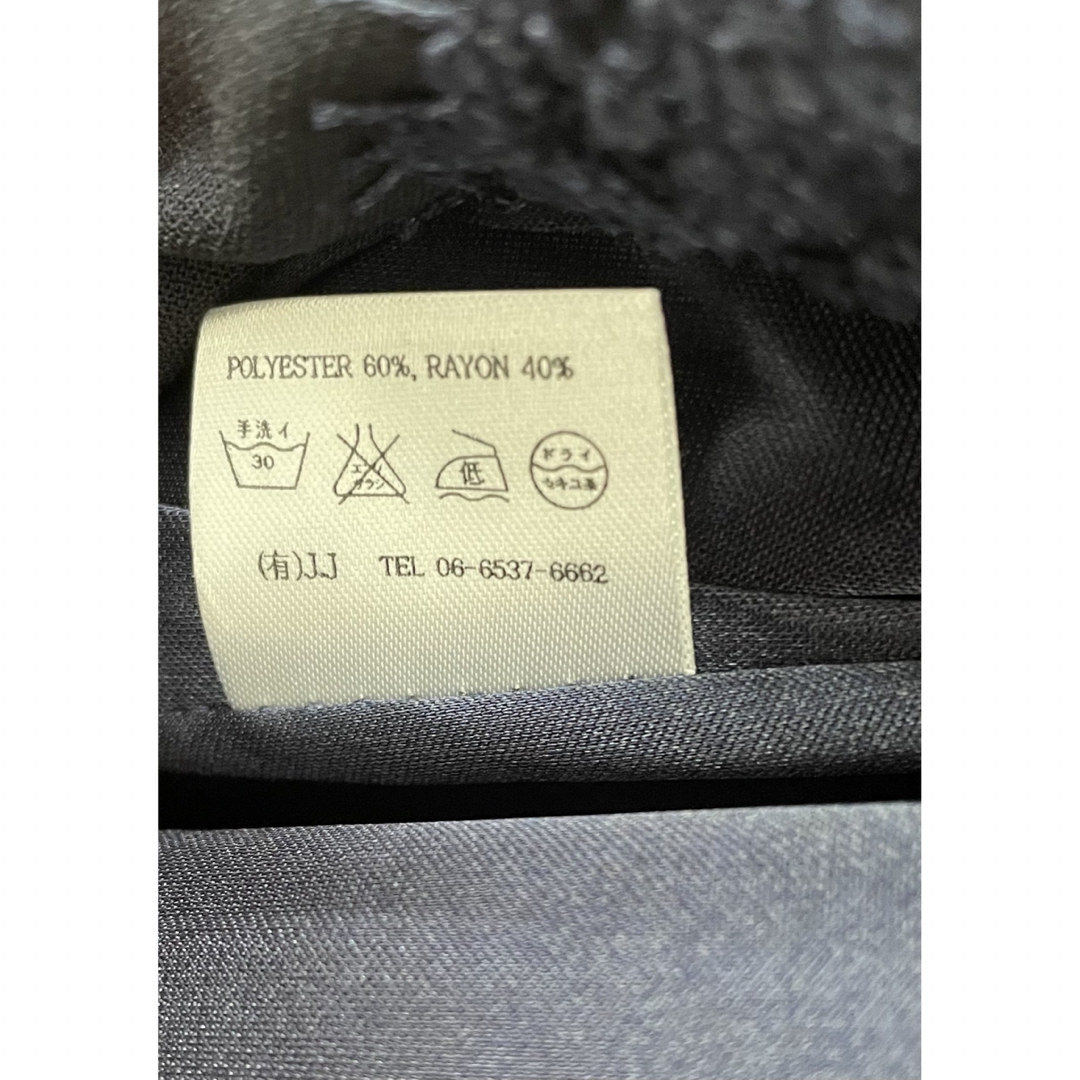 POLYESTER 60%, RAYON 40%
手洗イ
30
エンソ
サラシ
低
ドライ
セキユ系
(有)J.J TEL 06-6537-6662